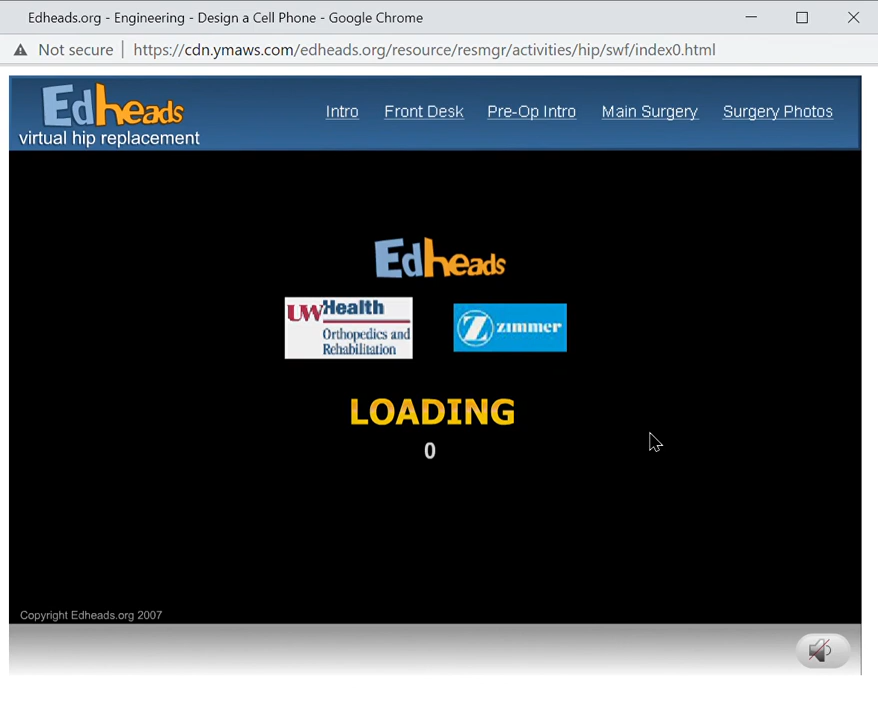 Edheads.org - Engineering - Design a Cell Phone - Google Chrome
Not secure | https://cdn.ymaws.com/edheads.org/resource/resmgr/activities/hip/swf/index0.html
Edheads
virtual hip replacement
Intro Front Desk Pre-Op Intro Main Surgery Surgery Photos
Edheads
UWHealth
Orthopedics and
Rehabilitation
Z zimmer
LOADING
0
Copyright Edheads.org 2007